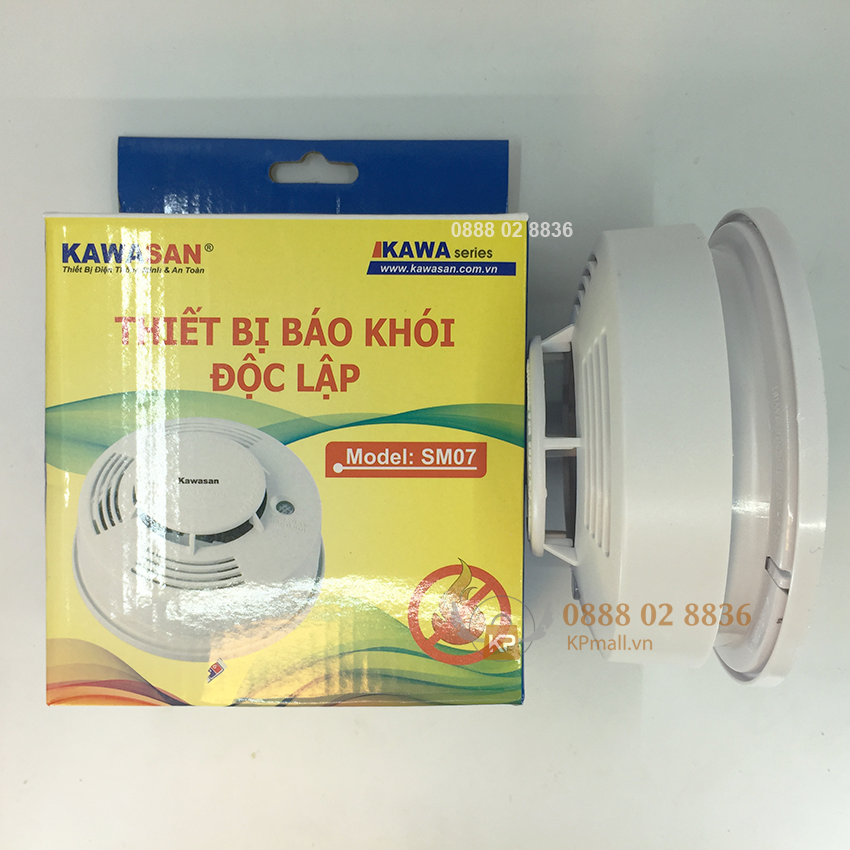 0888 02 8836
KAWASAN®
Thiết Bị Điện Thông Minh & An Toàn
KAWA series
www.kawasan.com.vn
THIẾT BỊ BÁO KHÓI
ĐỘC LẬP
Model: SM07
Kawasan
KP
0888 02 8836
KPmall.vn